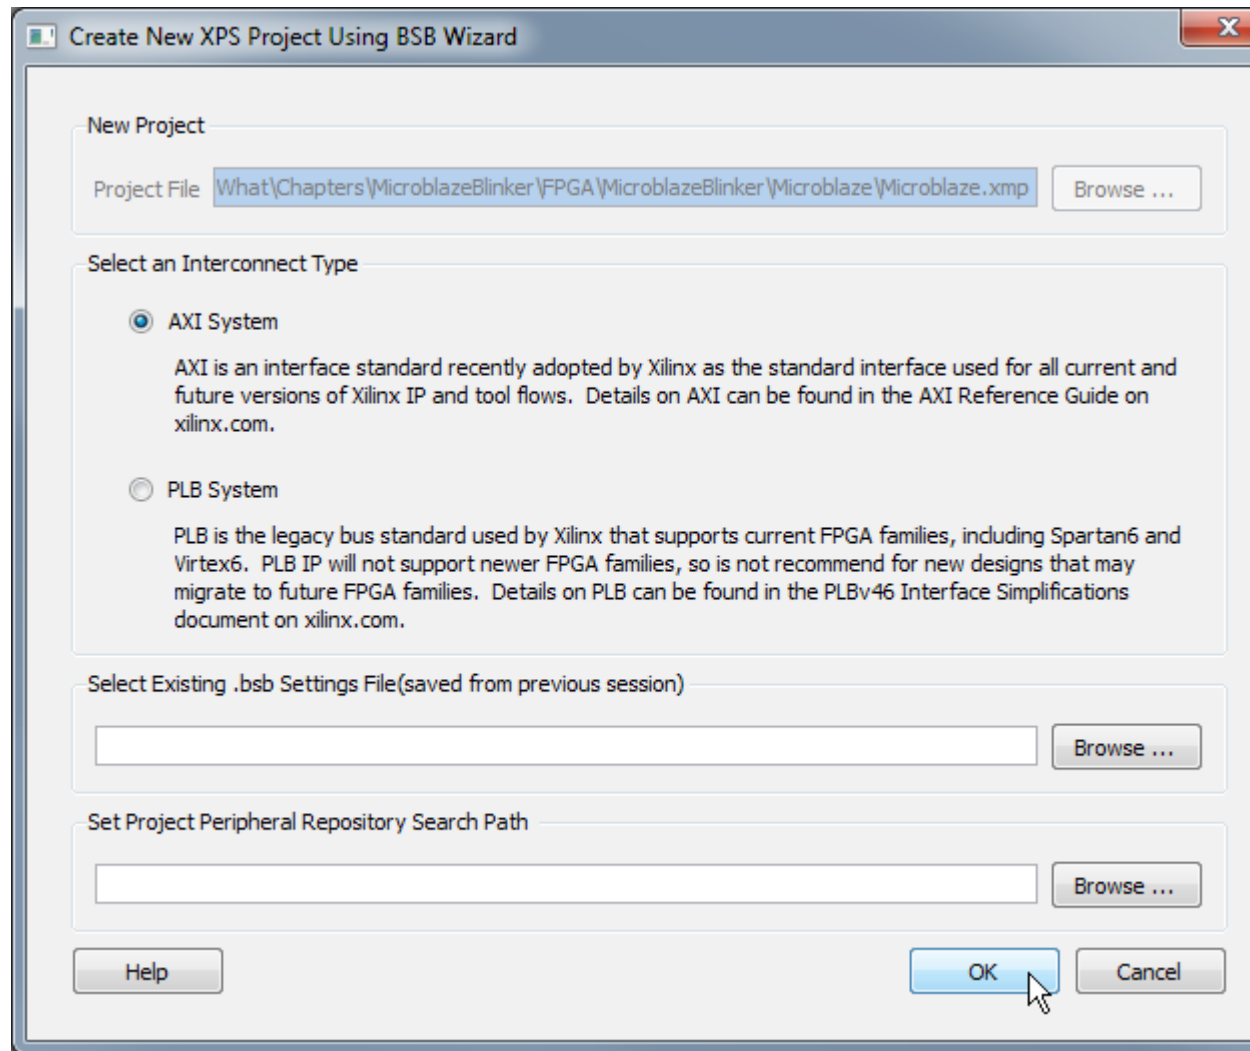 Create New XPS Project Using BSB Wizard
New Project
Project File What\Chapters\MicroblazeBlinker\FPGA\MicroblazeBlinker\Microblaze\Microblaze.xmp Browse ...
Select an Interconnect Type
AXI System
AXI is an interface standard recently adopted by Xilinx as the standard interface used for all current and
future versions of Xilinx IP and tool flows.  Details on AXI can be found in the AXI Reference Guide on
xilinx.com.
PLB System
PLB is the legacy bus standard used by Xilinx that supports current FPGA families, including Spartan6 and
Virtex6.  PLB IP will not support newer FPGA families, so is not recommend for new designs that may
migrate to future FPGA families.  Details on PLB can be found in the PLBv46 Interface Simplifications
document on xilinx.com.
Select Existing .bsb Settings File(saved from previous session)
Browse ...
Set Project Peripheral Repository Search Path
Browse ...
Help OK Cancel